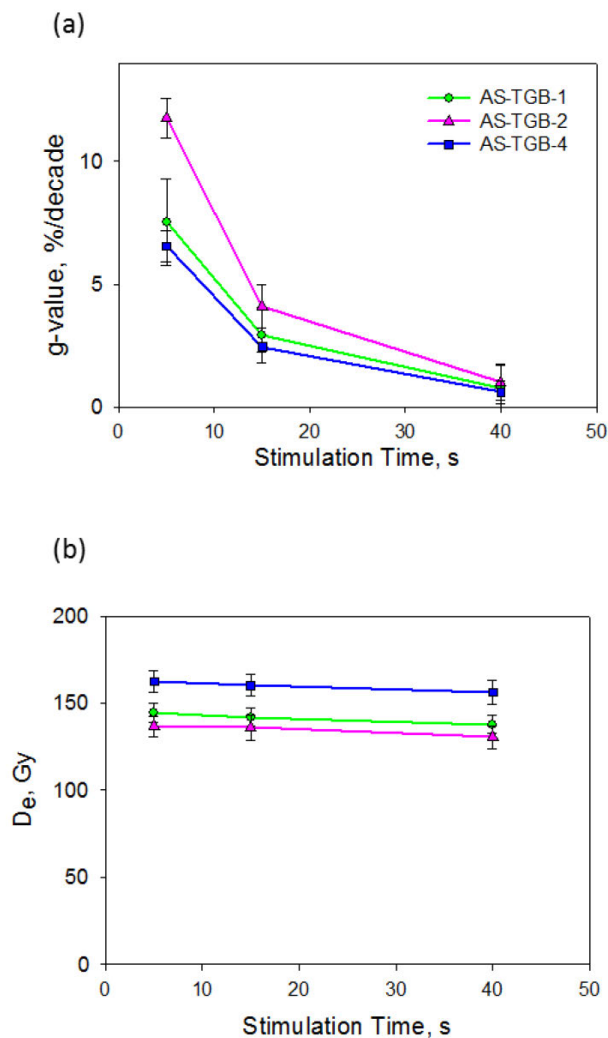 (a)
g-value, %/decade
10
5
0
AS-TGB-1
AS-TGB-2
AS-TGB-4
0 10 20 30 40 50
Stimulation Time, s
(b)
De, Gy
200
150
100
50
0
0 10 20 30 40 50
Stimulation Time, s